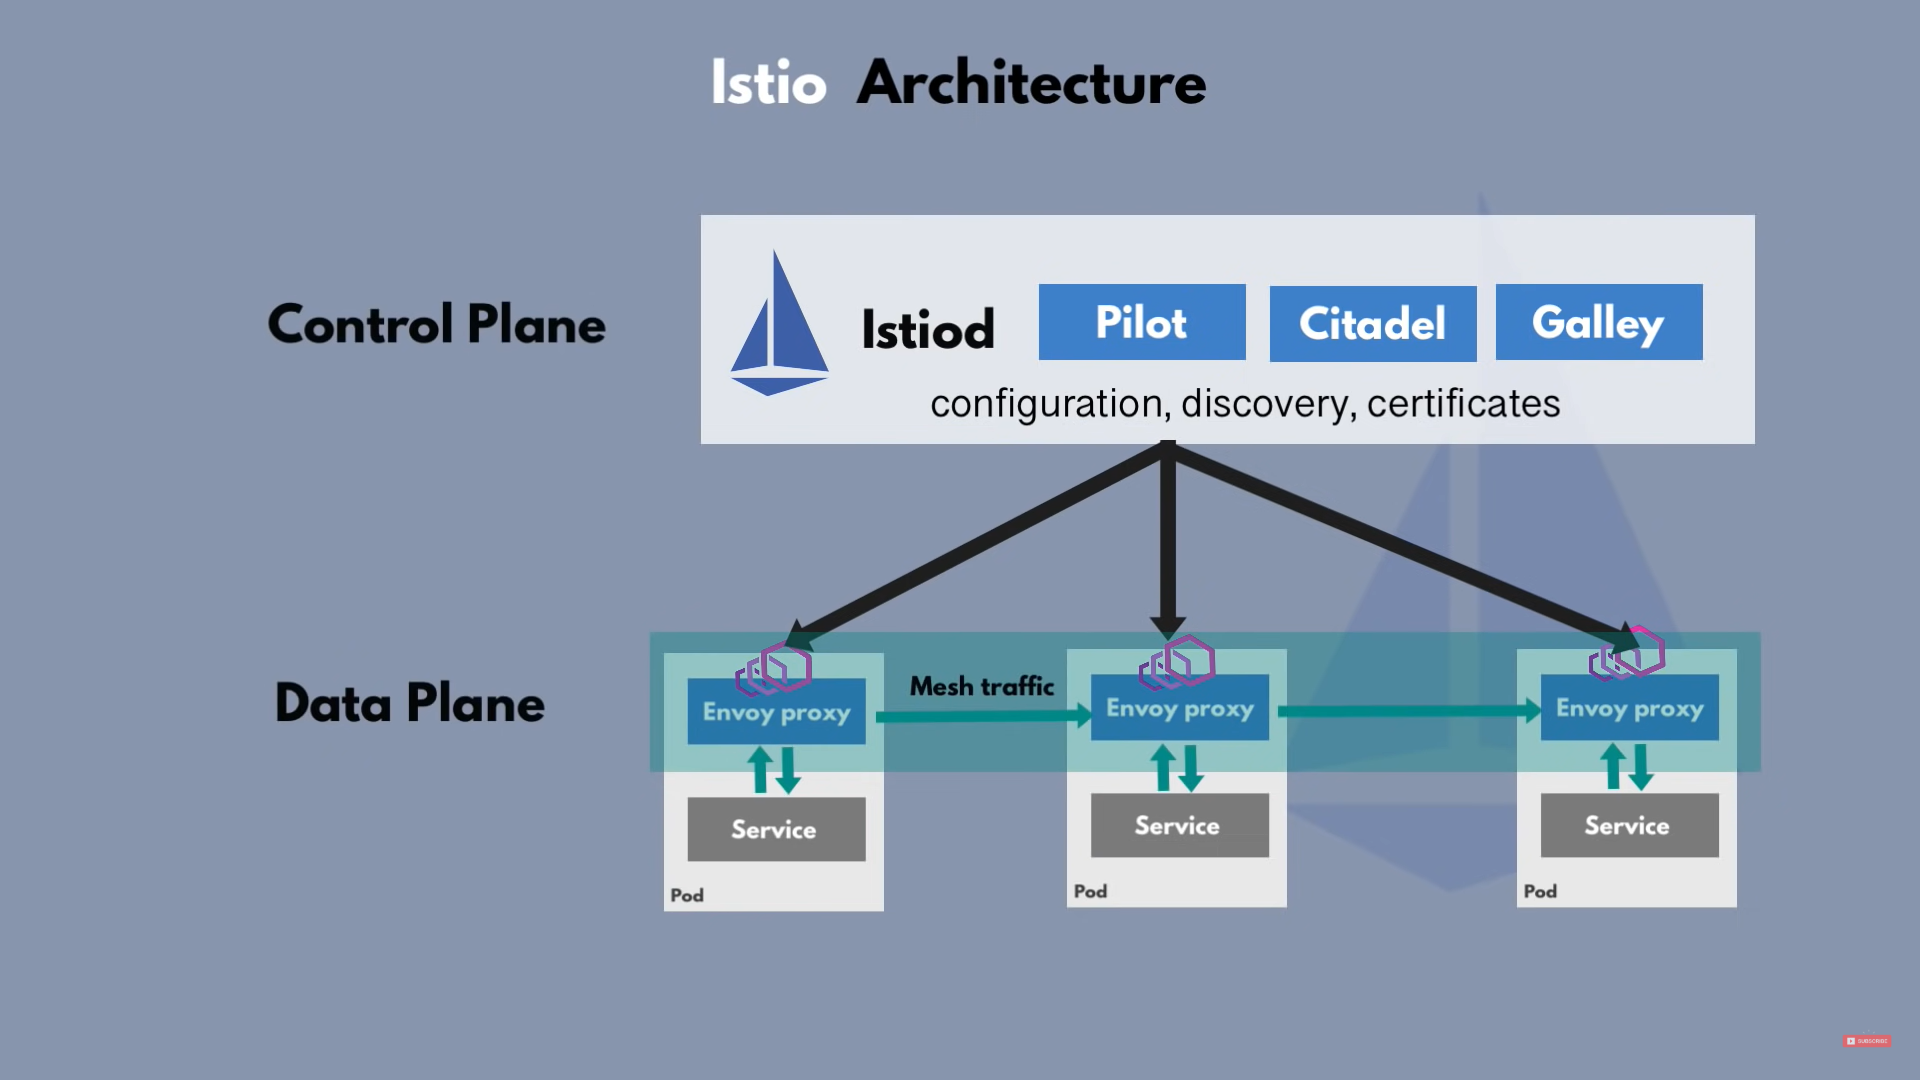 Istio Architecture
Control Plane
Istiod
Pilot
Citadel
Galley
configuration, discovery, certificates
Data Plane
Mesh traffic
Envoy proxy
Envoy proxy
Envoy proxy
Service
Service
Service
Pod
Pod
Pod
SUBSCRIBE